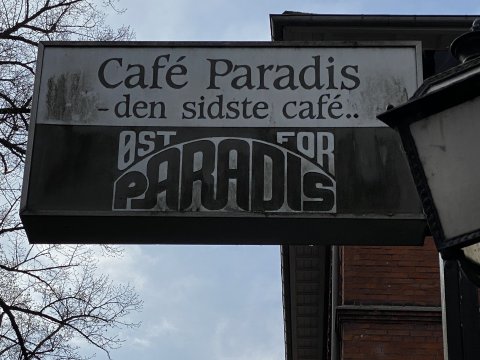 Café Paradis
- den sidste café..
ØST FOR
PARADIS